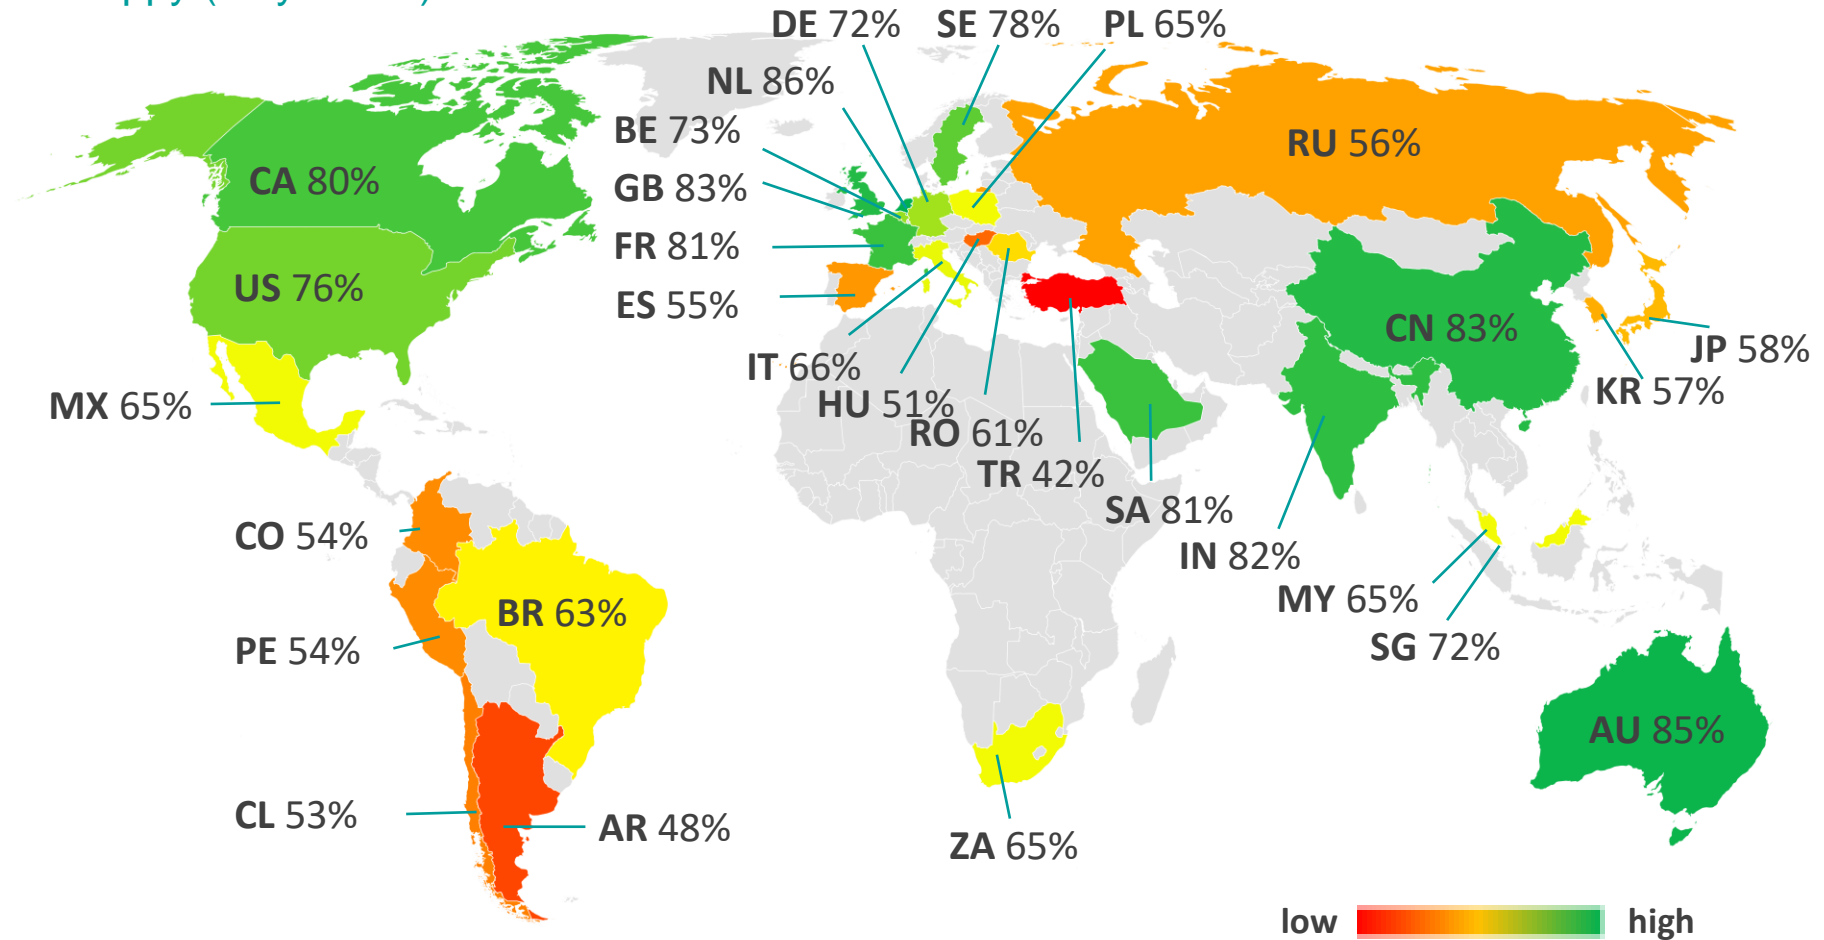 DE 72%
SE 78%
PL 65%
NL 86%
BE 73%
GB 83%
FR 81%
ES 55%
RU 56%
CA 80%
US 76%
MX 65%
IT 66%
HU 51%
RO 61%
TR 42%
SA 81%
IN 82%
CN 83%
JP 58%
KR 57%
MY 65%
SG 72%
CO 54%
PE 54%
BR 63%
CL 53%
AR 48%
ZA 65%
AU 85%
low
high